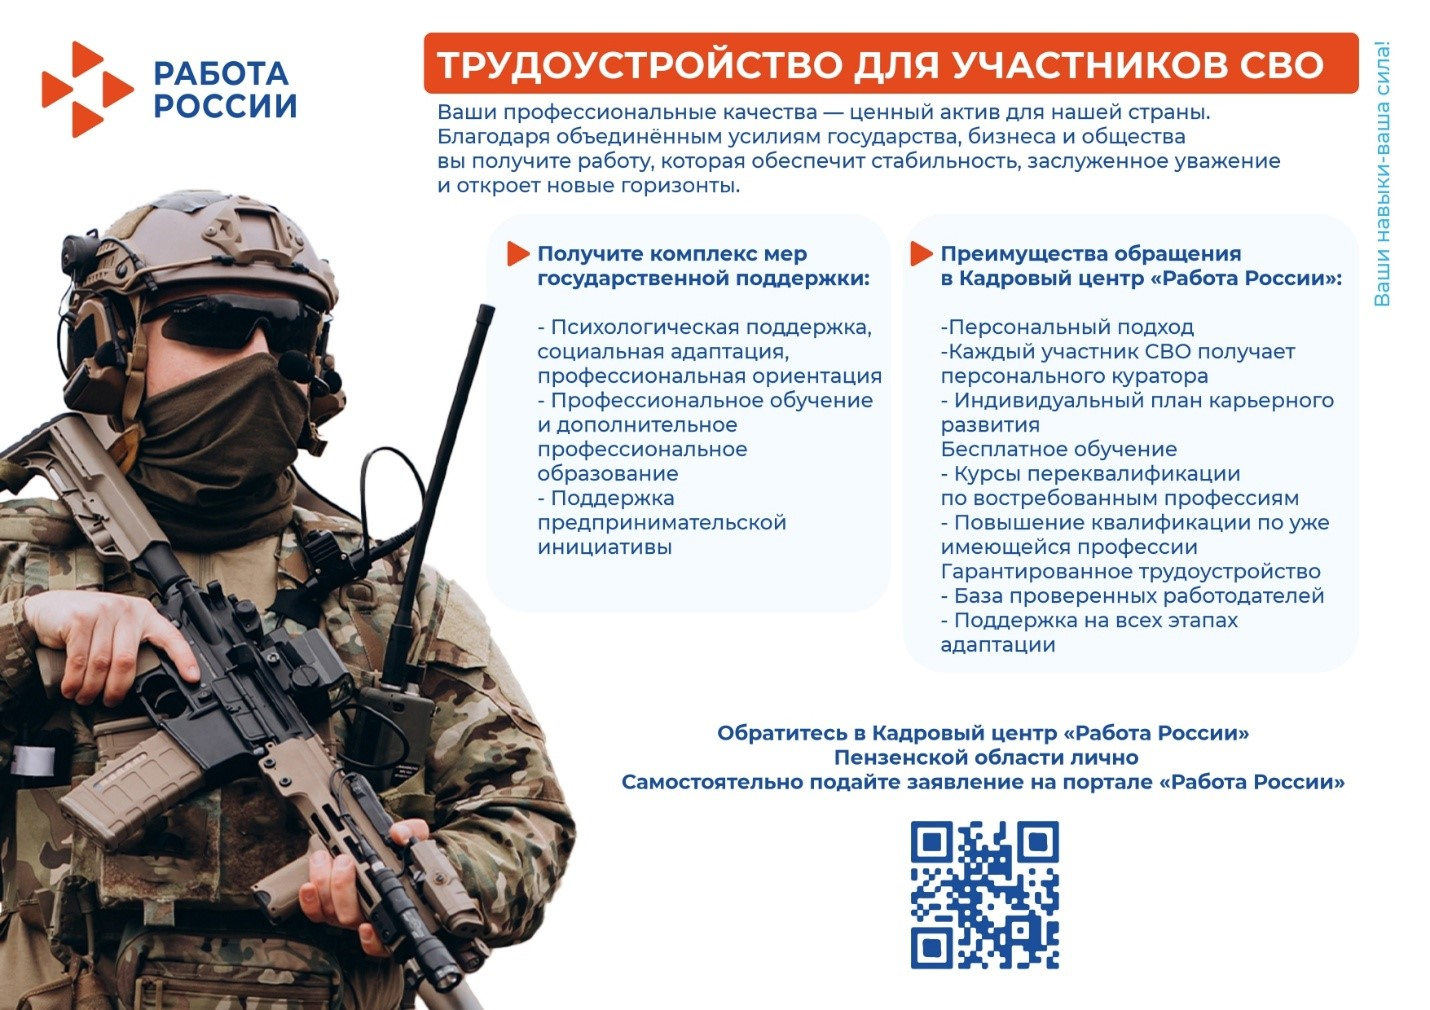 РАБОТА
РОССИИ
ТРУДОУСТРОЙСТВО ДЛЯ УЧАСТНИКОВ СВО
Ваши профессиональные качества — ценный актив для нашей страны.
Благодаря объединённым усилиям государства, бизнеса и общества
вы получите работу, которая обеспечит стабильность, заслуженное уважение
и откроет новые горизонты.
Ваши навыки-ваша сила!
Получите комплекс мер
государственной поддержки:
- Психологическая поддержка,
социальная адаптация,
профессиональная ориентация
- Профессиональное обучение
и дополнительное
профессиональное
образование
- Поддержка
предпринимательской
инициативы
Преимущества обращения
в Кадровый центр «Работа России»:
-Персональный подход
-Каждый участник СВО получает
персонального куратора
- Индивидуальный план карьерного
развития
Бесплатное обучение
- Курсы переквалификации
по востребованным профессиям
- Повышение квалификации по уже
имеющейся профессии
Гарантированное трудоустройство
- База проверенных работодателей
- Поддержка на всех этапах
адаптации
Обратитесь в Кадровый центр «Работа России»
Пензенской области лично
Самостоятельно подайте заявление на портале «Работа России»